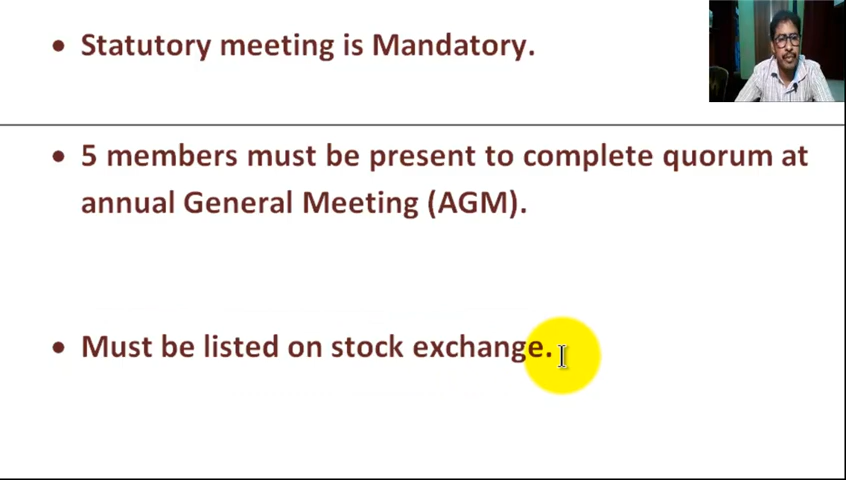 • Statutory meeting is Mandatory.
• 5 members must be present to complete quorum at
annual General Meeting (AGM).
• Must be listed on stock exchange.